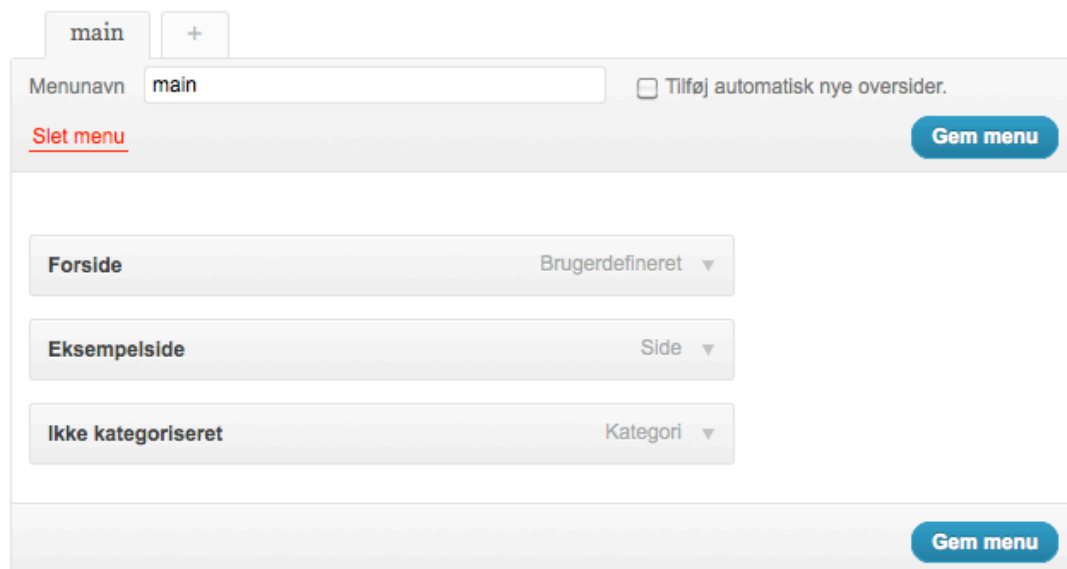 main +
Menunavn main Tilføj automatisk nye oversider.
Slet menu Gem menu
Forside Brugerdefineret ▼
Eksempelside Side ▼
Ikke kategoriseret Kategori ▼
Gem menu